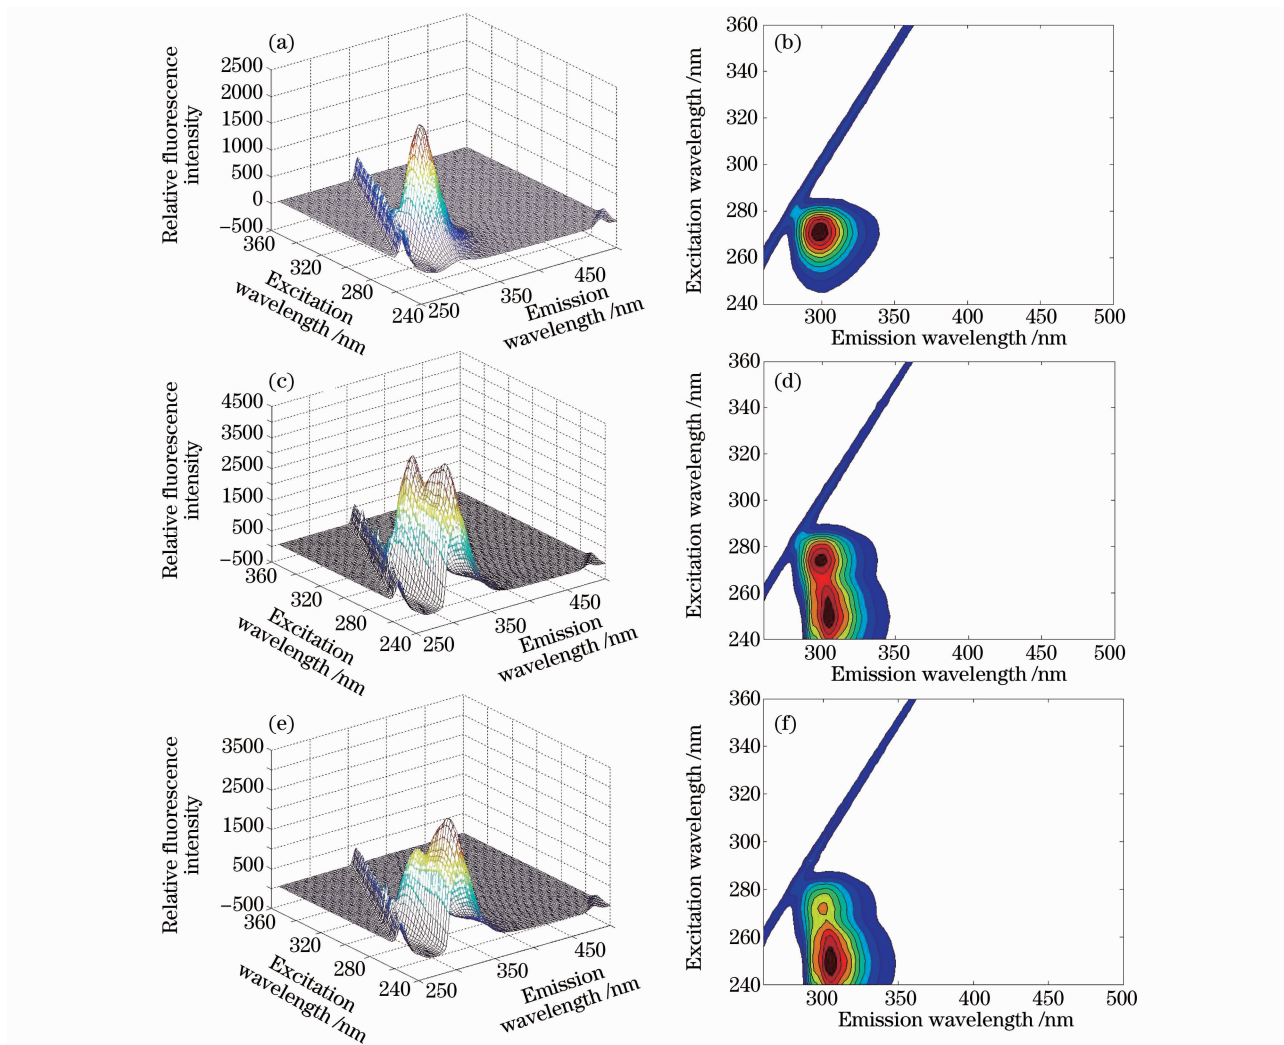 (a)
Relative fluorescence
intensity
2500
2000
1500
1000
500
0
−500
360
320
280
240
Excitation
wavelength /nm
250
350
450
Emission
wavelength /nm
(b)
Excitation wavelength /nm
360
340
320
300
280
260
240
300
350
400
450
500
Emission wavelength /nm
(c)
Relative fluorescence
intensity
4500
3500
2500
1500
500
−500
360
320
280
240
Excitation
wavelength /nm
250
350
450
Emission
wavelength /nm
(d)
Excitation wavelength /nm
360
340
320
300
280
260
240
300
350
400
450
500
Emission wavelength /nm
(e)
Relative fluorescence
intensity
3500
2500
1500
500
−500
360
320
280
240
Excitation
wavelength /nm
250
350
450
Emission
wavelength /nm
(f)
Excitation wavelength /nm
360
340
320
300
280
260
240
300
350
400
450
500
Emission wavelength /nm